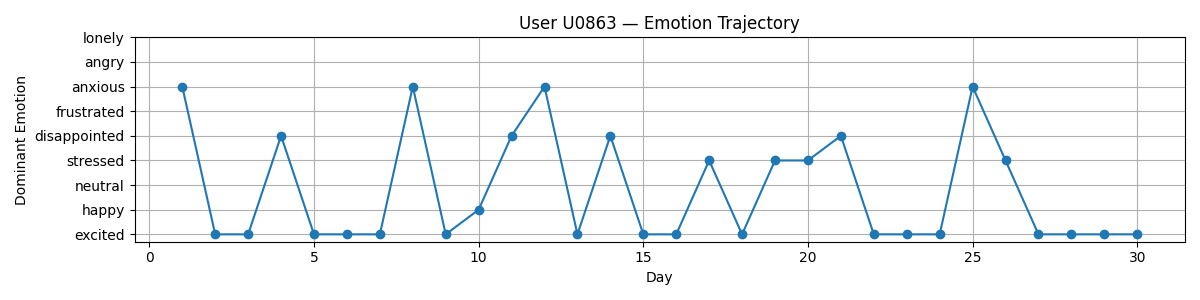 User U0863 — Emotion Trajectory
Dominant Emotion
lonely
angry
anxious
frustrated
disappointed
stressed
neutral
happy
excited
0 5 10 15 20 25 30
Day